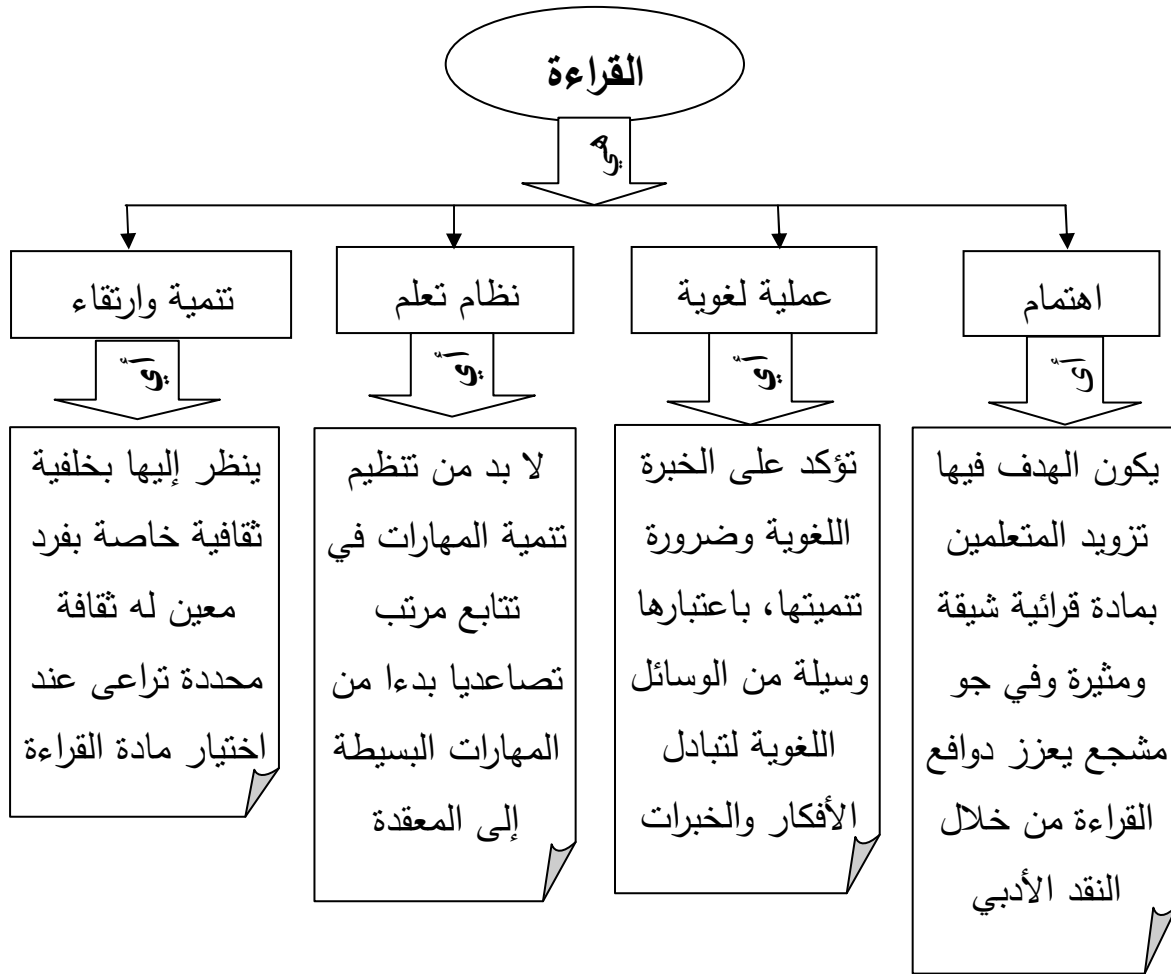 القراءة
هي
اهتمام
عملية لغوية
نظام تعلم
تنمية وارتقاء
أى
أي
أي
أي
يكون الهدف فيها
تزويد المتعلمين
بمادة قرائية شيقة
ومثيرة وفي جو
مشجع يعزز دوافع
القراءة من خلال
النقد الأدبي
تؤكد على الخبرة
اللغوية وضرورة
تنميتها، باعتبارها
وسيلة من الوسائل
اللغوية لتبادل
الأفكار والخبرات
لا بد من تنظيم
تنمية المهارات في
تتابع مرتب
تصاعديا بدءا من
المهارات البسيطة
إلى المعقدة
ينظر إليها بخلفية
ثقافية خاصة بفرد
معين له ثقافة
محددة تراعى عند
اختيار مادة القراءة